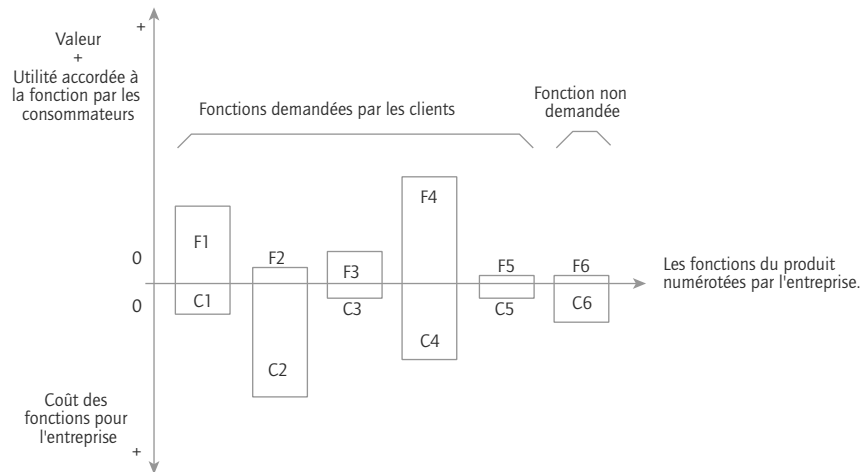 +
Valeur
+
Utilité accordée à
la fonction par les
consommateurs
Fonctions demandées par les clients
Fonction non
demandée
F4
F1
0
F2
F3
F5
F6
Les fonctions du produit
numérotées par l'entreprise.
0
C1
C3
C5
C6
C4
C2
Coût des
fonctions pour
l'entreprise
+